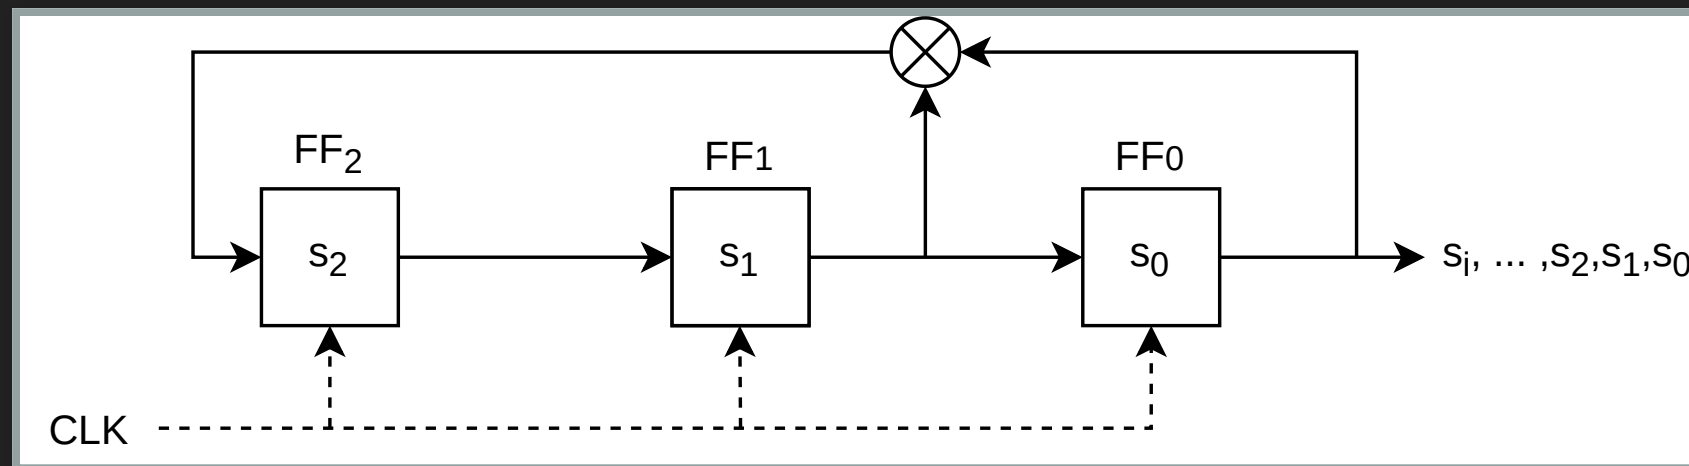 FF2
FF1
FF0
s2
s1
s0
si, ... ,s2,s1,s0
CLK